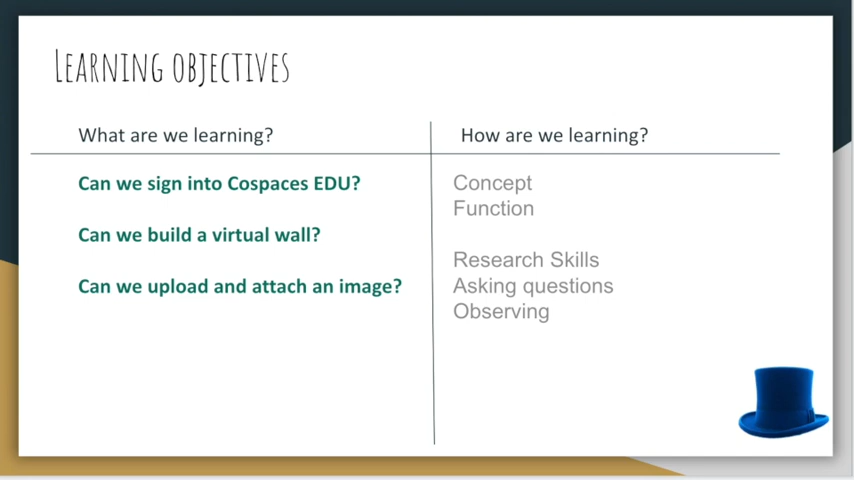 Learning objectives
What are we learning?
Can we sign into Cospaces EDU?
Can we build a virtual wall?
Can we upload and attach an image?
How are we learning?
Concept
Function
Research Skills
Asking questions
Observing